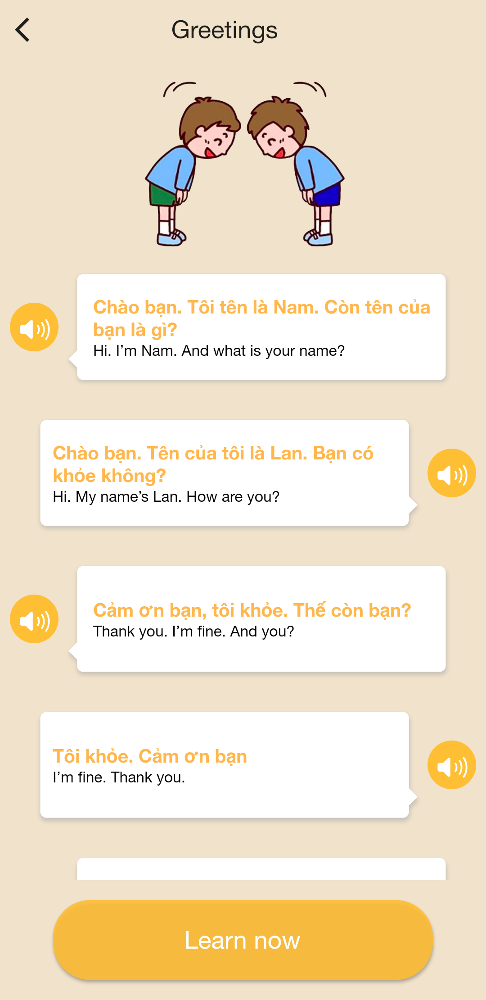 Greetings
Chào bạn. Tôi tên là Nam. Còn tên của
bạn là gì?
Hi. I’m Nam. And what is your name?
Chào bạn. Tên của tôi là Lan. Bạn có
khỏe không?
Hi. My name’s Lan. How are you?
Cảm ơn bạn, tôi khỏe. Thế còn bạn?
Thank you. I’m fine. And you?
Tôi khỏe. Cảm ơn bạn
I’m fine. Thank you.
Learn now